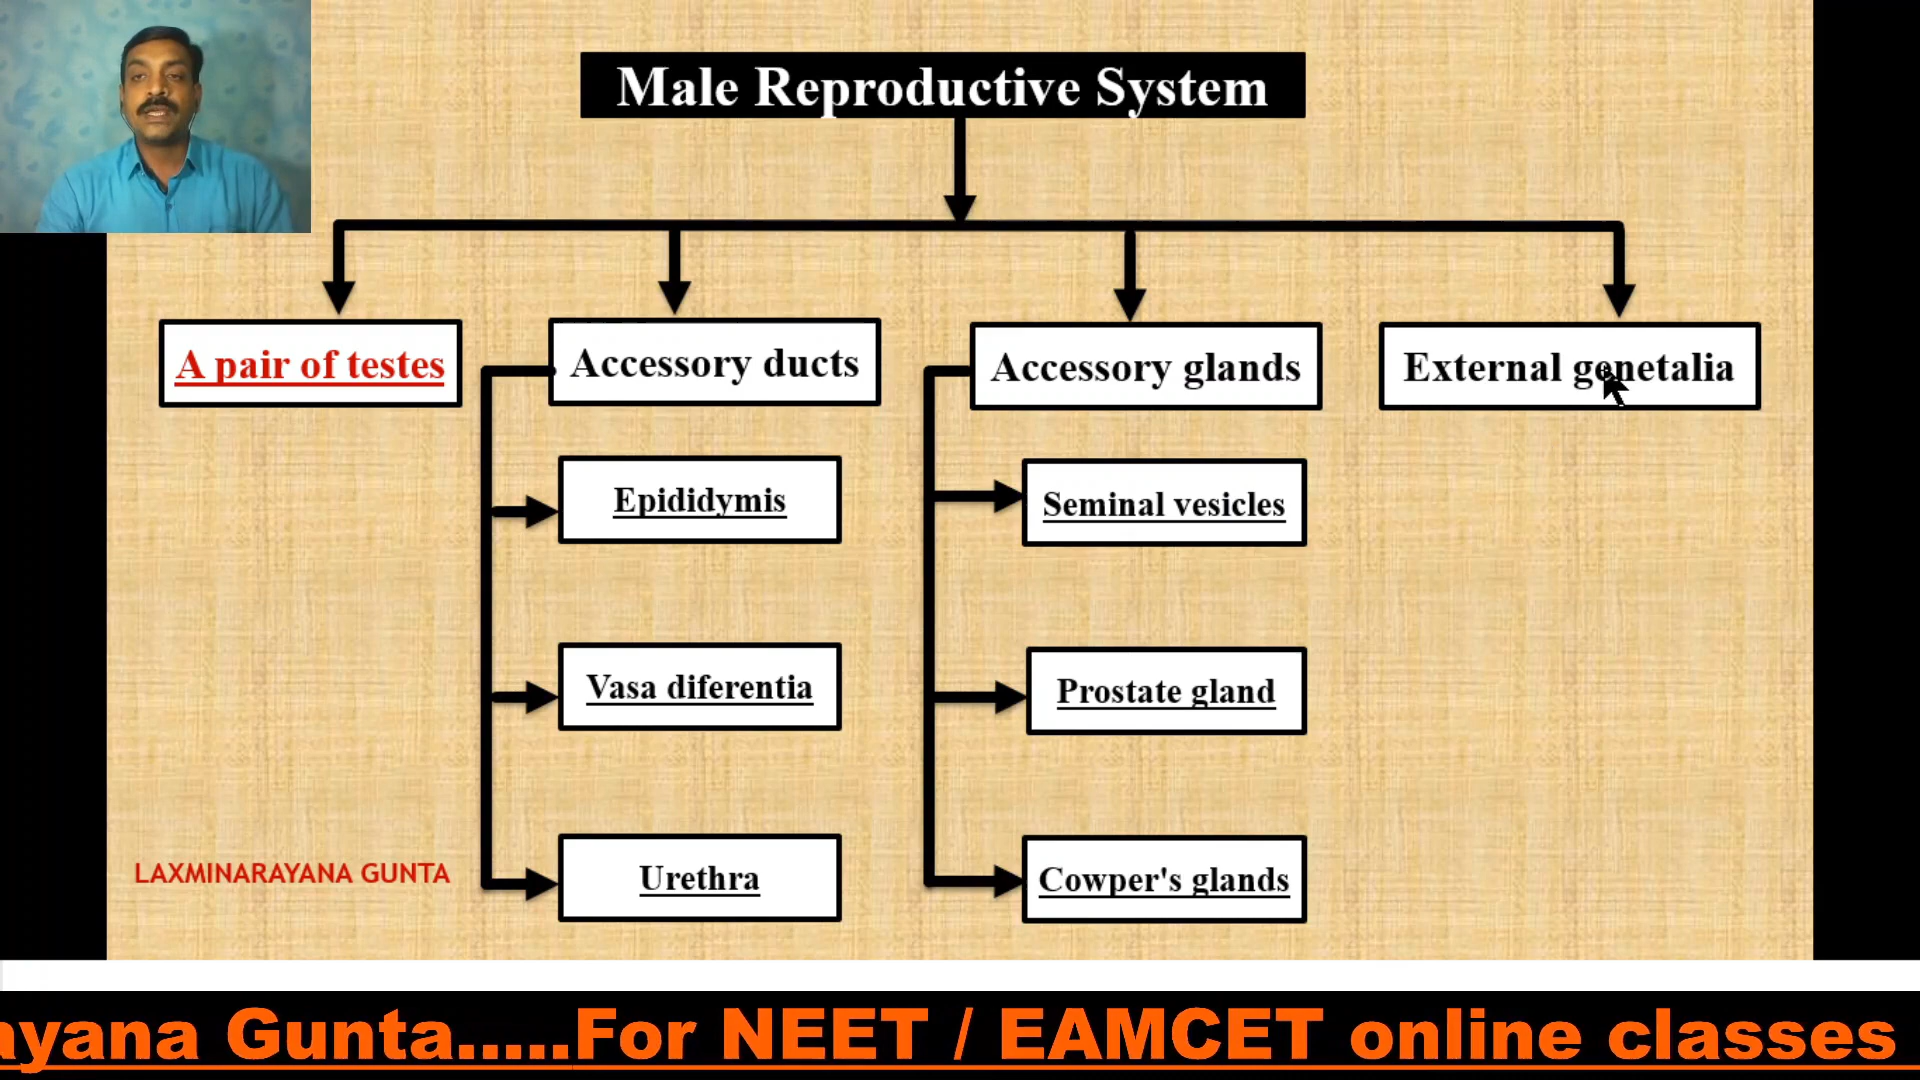 Male Reproductive System
A pair of testes
Accessory ducts
Accessory glands
External genetalia
Epididymis
Seminal vesicles
Vasa diferentia
Prostate gland
Urethra
Cowper's glands
LAXMINARAYANA GUNTA
ayana Gunta.....For NEET / EAMCET online classes